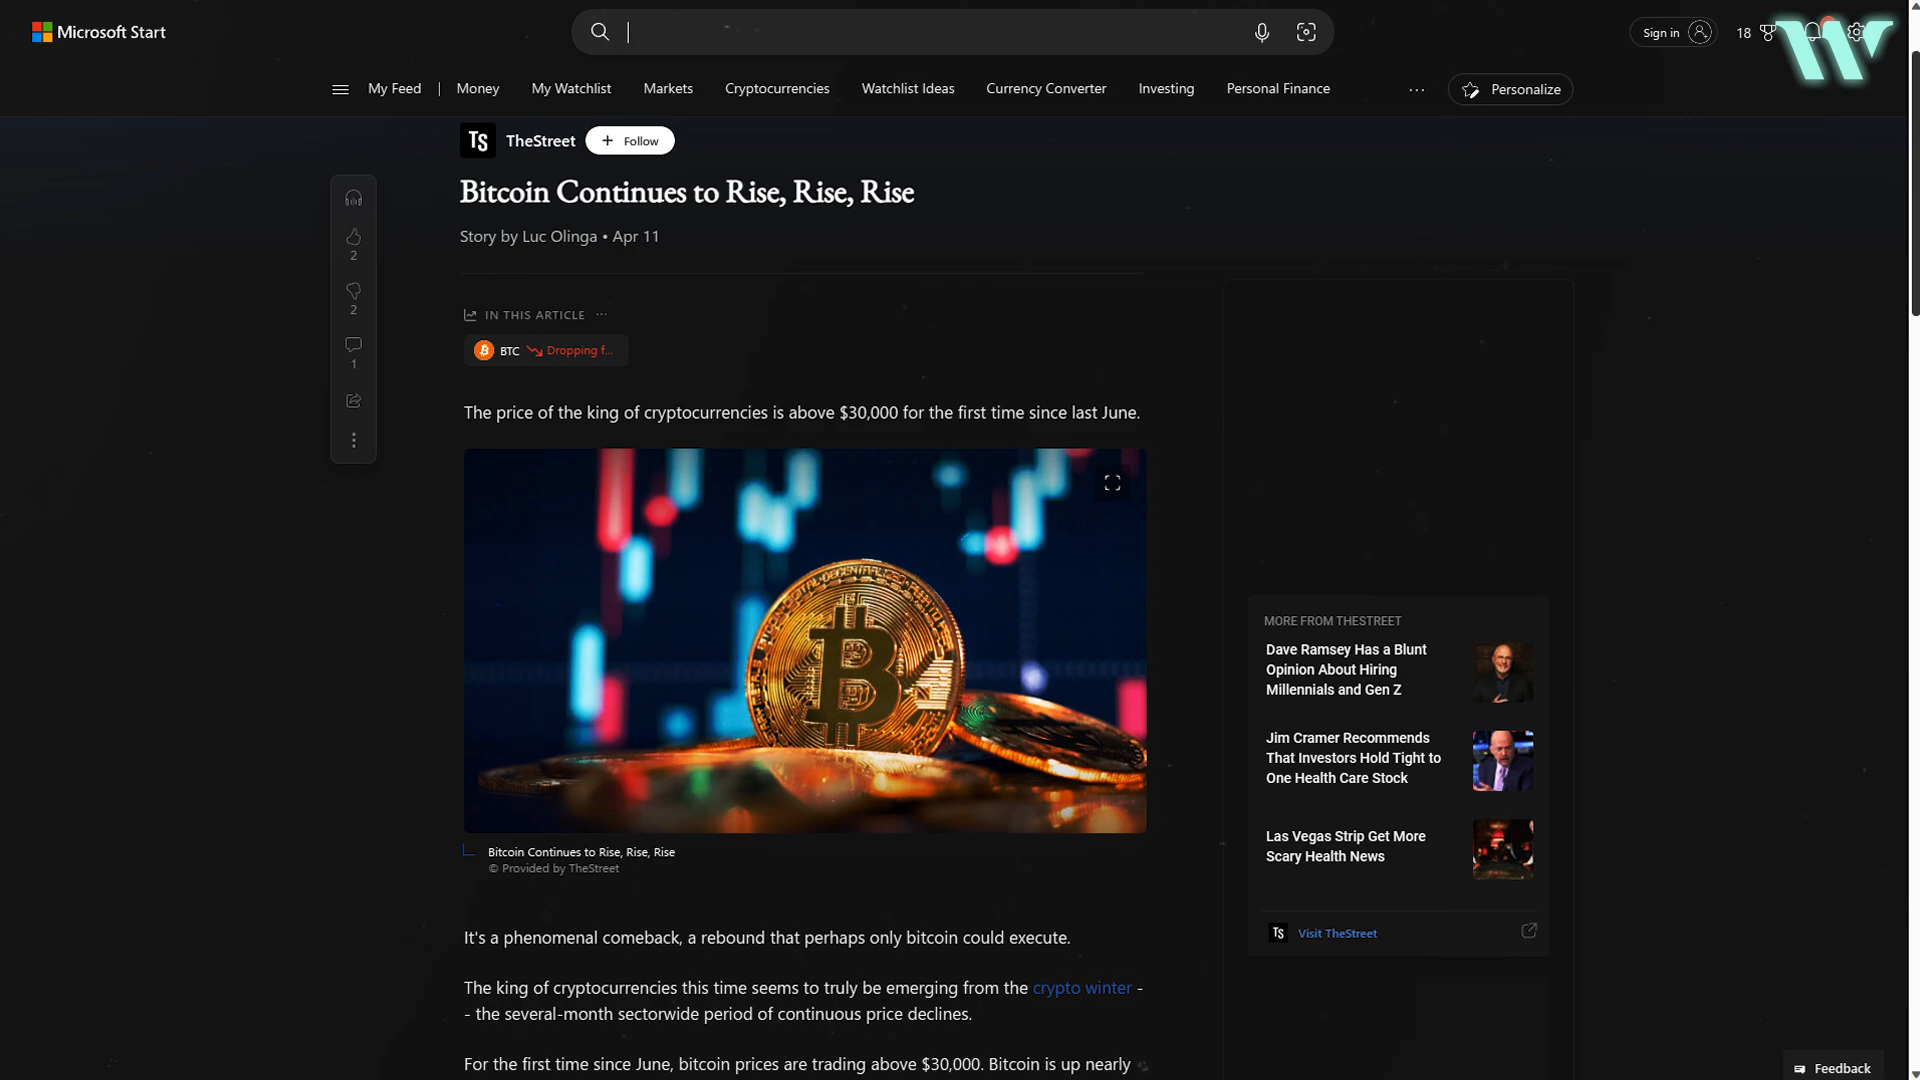 Microsoft Start
Sign in
18
My Feed
Money
My Watchlist
Markets
Cryptocurrencies
Watchlist Ideas
Currency Converter
Investing
Personal Finance
Personalize
TS TheStreet
Follow
Bitcoin Continues to Rise, Rise, Rise
Story by Luc Olinga • Apr 11
2
2
1
IN THIS ARTICLE
BTC Dropping f...
The price of the king of cryptocurrencies is above $30,000 for the first time since last June.
Bitcoin Continues to Rise, Rise, Rise
© Provided by TheStreet
It's a phenomenal comeback, a rebound that perhaps only bitcoin could execute.
The king of cryptocurrencies this time seems to truly be emerging from the crypto winter -
- the several-month sectorwide period of continuous price declines.
For the first time since June, bitcoin prices are trading above $30,000. Bitcoin is up nearly
MORE FROM THESTREET
Dave Ramsey Has a Blunt
Opinion About Hiring
Millennials and Gen Z
Jim Cramer Recommends
That Investors Hold Tight to
One Health Care Stock
Las Vegas Strip Get More
Scary Health News
TS Visit TheStreet
Feedback
W